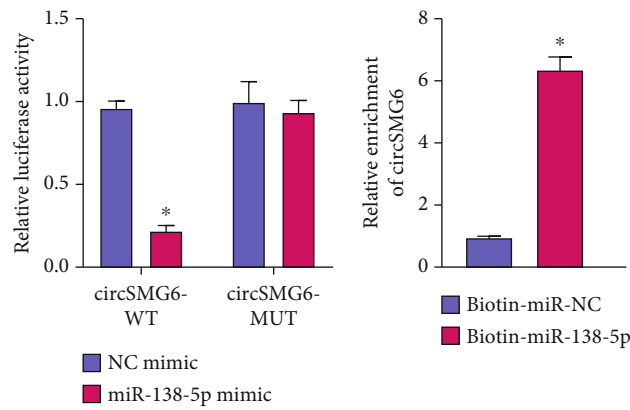 Relative luciferase activity
1.5
1.0
0.5
0.0
*
circSMG6-
WT
circSMG6-
MUT
NC mimic
miR-138-5p mimic
Relative enrichment
of circSMG6
8
6
4
2
0
*
Biotin-miR-NC
Biotin-miR-138-5p